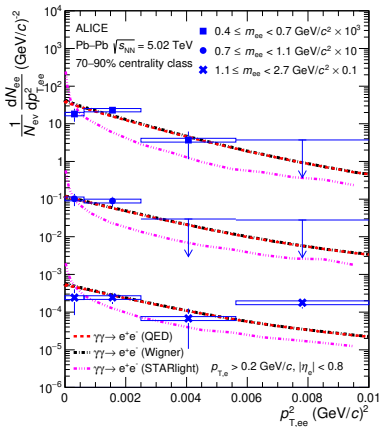 ALICE
Pb–Pb √s_NN = 5.02 TeV
70–90% centrality class
0.4 ≤ m_ee < 0.7 GeV/c² × 10³
0.7 ≤ m_ee < 1.1 GeV/c² × 10
1.1 ≤ m_ee < 2.7 GeV/c² × 0.1
1/N_ev dN_ee/dp²_T,ee (GeV/c)⁻²
10⁴
10³
10²
10
1
10⁻¹
10⁻²
10⁻³
10⁻⁴
10⁻⁵
10⁻⁶
γγ→ e⁺e⁻ (QED)
γγ→ e⁺e⁻ (Wigner)
γγ→ e⁺e⁻ (STARlight)
p_T,e > 0.2 GeV/c, |η_e| < 0.8
0 0.002 0.004 0.006 0.008 0.01
p²_T,ee (GeV/c)²